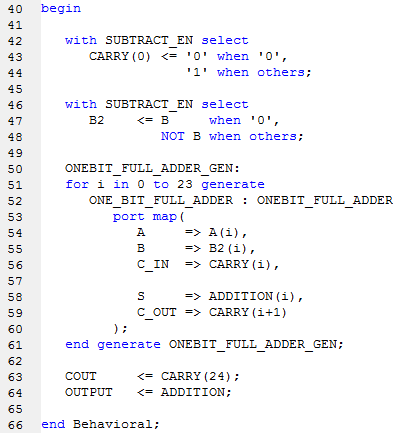 40 begin
41
42    with SUBTRACT_EN select
43       CARRY(0) <= '0' when '0',
44                   '1' when others;
45
46    with SUBTRACT_EN select
47       B2    <= B     when '0',
48                NOT B when others;
49
50    ONEBIT_FULL_ADDER_GEN:
51    for i in 0 to 23 generate
52       ONE_BIT_FULL_ADDER : ONEBIT_FULL_ADDER
53          port map(
54             A     => A(i),
55             B     => B2(i),
56             C_IN  => CARRY(i),
57
58             S     => ADDITION(i),
59             C_OUT => CARRY(i+1)
60          );
61    end generate ONEBIT_FULL_ADDER_GEN;
62
63    COUT     <= CARRY(24);
64    OUTPUT   <= ADDITION;
65
66 end Behavioral;